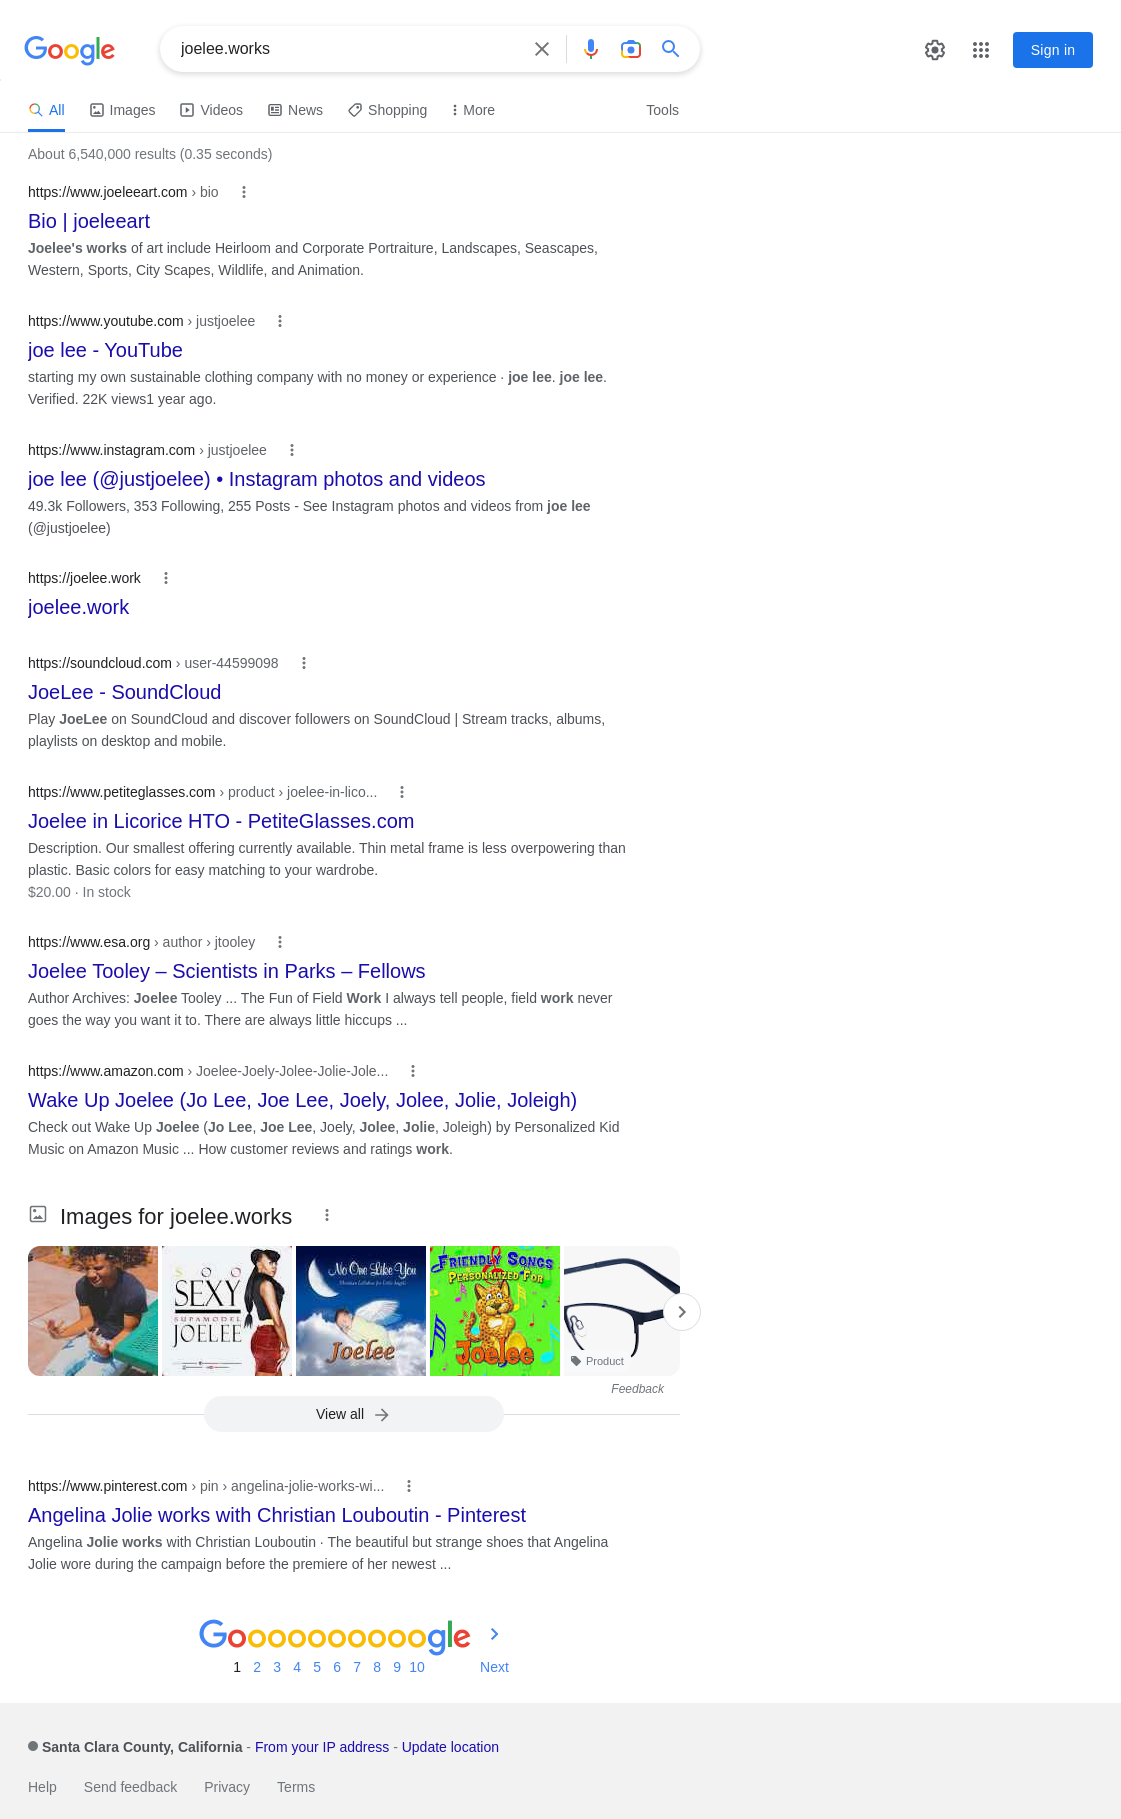 Google
joelee.works
Sign in
All
Images
Videos
News
Shopping
More
Tools
About 6,540,000 results (0.35 seconds)
https://www.joeleeart.com › bio
Bio | joeleeart
Joelee's works of art include Heirloom and Corporate Portraiture, Landscapes, Seascapes,
Western, Sports, City Scapes, Wildlife, and Animation.
https://www.youtube.com › justjoelee
joe lee - YouTube
starting my own sustainable clothing company with no money or experience · joe lee. joe lee.
Verified. 22K views1 year ago.
https://www.instagram.com › justjoelee
joe lee (@justjoelee) • Instagram photos and videos
49.3k Followers, 353 Following, 255 Posts - See Instagram photos and videos from joe lee
(@justjoelee)
https://joelee.work
joelee.work
https://soundcloud.com › user-44599098
JoeLee - SoundCloud
Play JoeLee on SoundCloud and discover followers on SoundCloud | Stream tracks, albums,
playlists on desktop and mobile.
https://www.petiteglasses.com › product › joelee-in-lico...
Joelee in Licorice HTO - PetiteGlasses.com
Description. Our smallest offering currently available. Thin metal frame is less overpowering than
plastic. Basic colors for easy matching to your wardrobe.
$20.00 · In stock
https://www.esa.org › author › jtooley
Joelee Tooley – Scientists in Parks – Fellows
Author Archives: Joelee Tooley ... The Fun of Field Work I always tell people, field work never
goes the way you want it to. There are always little hiccups ...
https://www.amazon.com › Joelee-Joely-Jolee-Jolie-Jole...
Wake Up Joelee (Jo Lee, Joe Lee, Joely, Jolee, Jolie, Joleigh)
Check out Wake Up Joelee (Jo Lee, Joe Lee, Joely, Jolee, Jolie, Joleigh) by Personalized Kid
Music on Amazon Music ... How customer reviews and ratings work.
Images for joelee.works
SO SEXY
SUPAMODEL
JOELEE
No One Like You
Joelee
FRIENDLY SONGS
PERSONALIZED FOR
Joelee
Product
Feedback
View all
https://www.pinterest.com › pin › angelina-jolie-works-wi...
Angelina Jolie works with Christian Louboutin - Pinterest
Angelina Jolie works with Christian Louboutin · The beautiful but strange shoes that Angelina
Jolie wore during the campaign before the premiere of her newest ...
Goooooooooogle
1 2 3 4 5 6 7 8 9 10 Next
Santa Clara County, California - From your IP address - Update location
Help Send feedback Privacy Terms